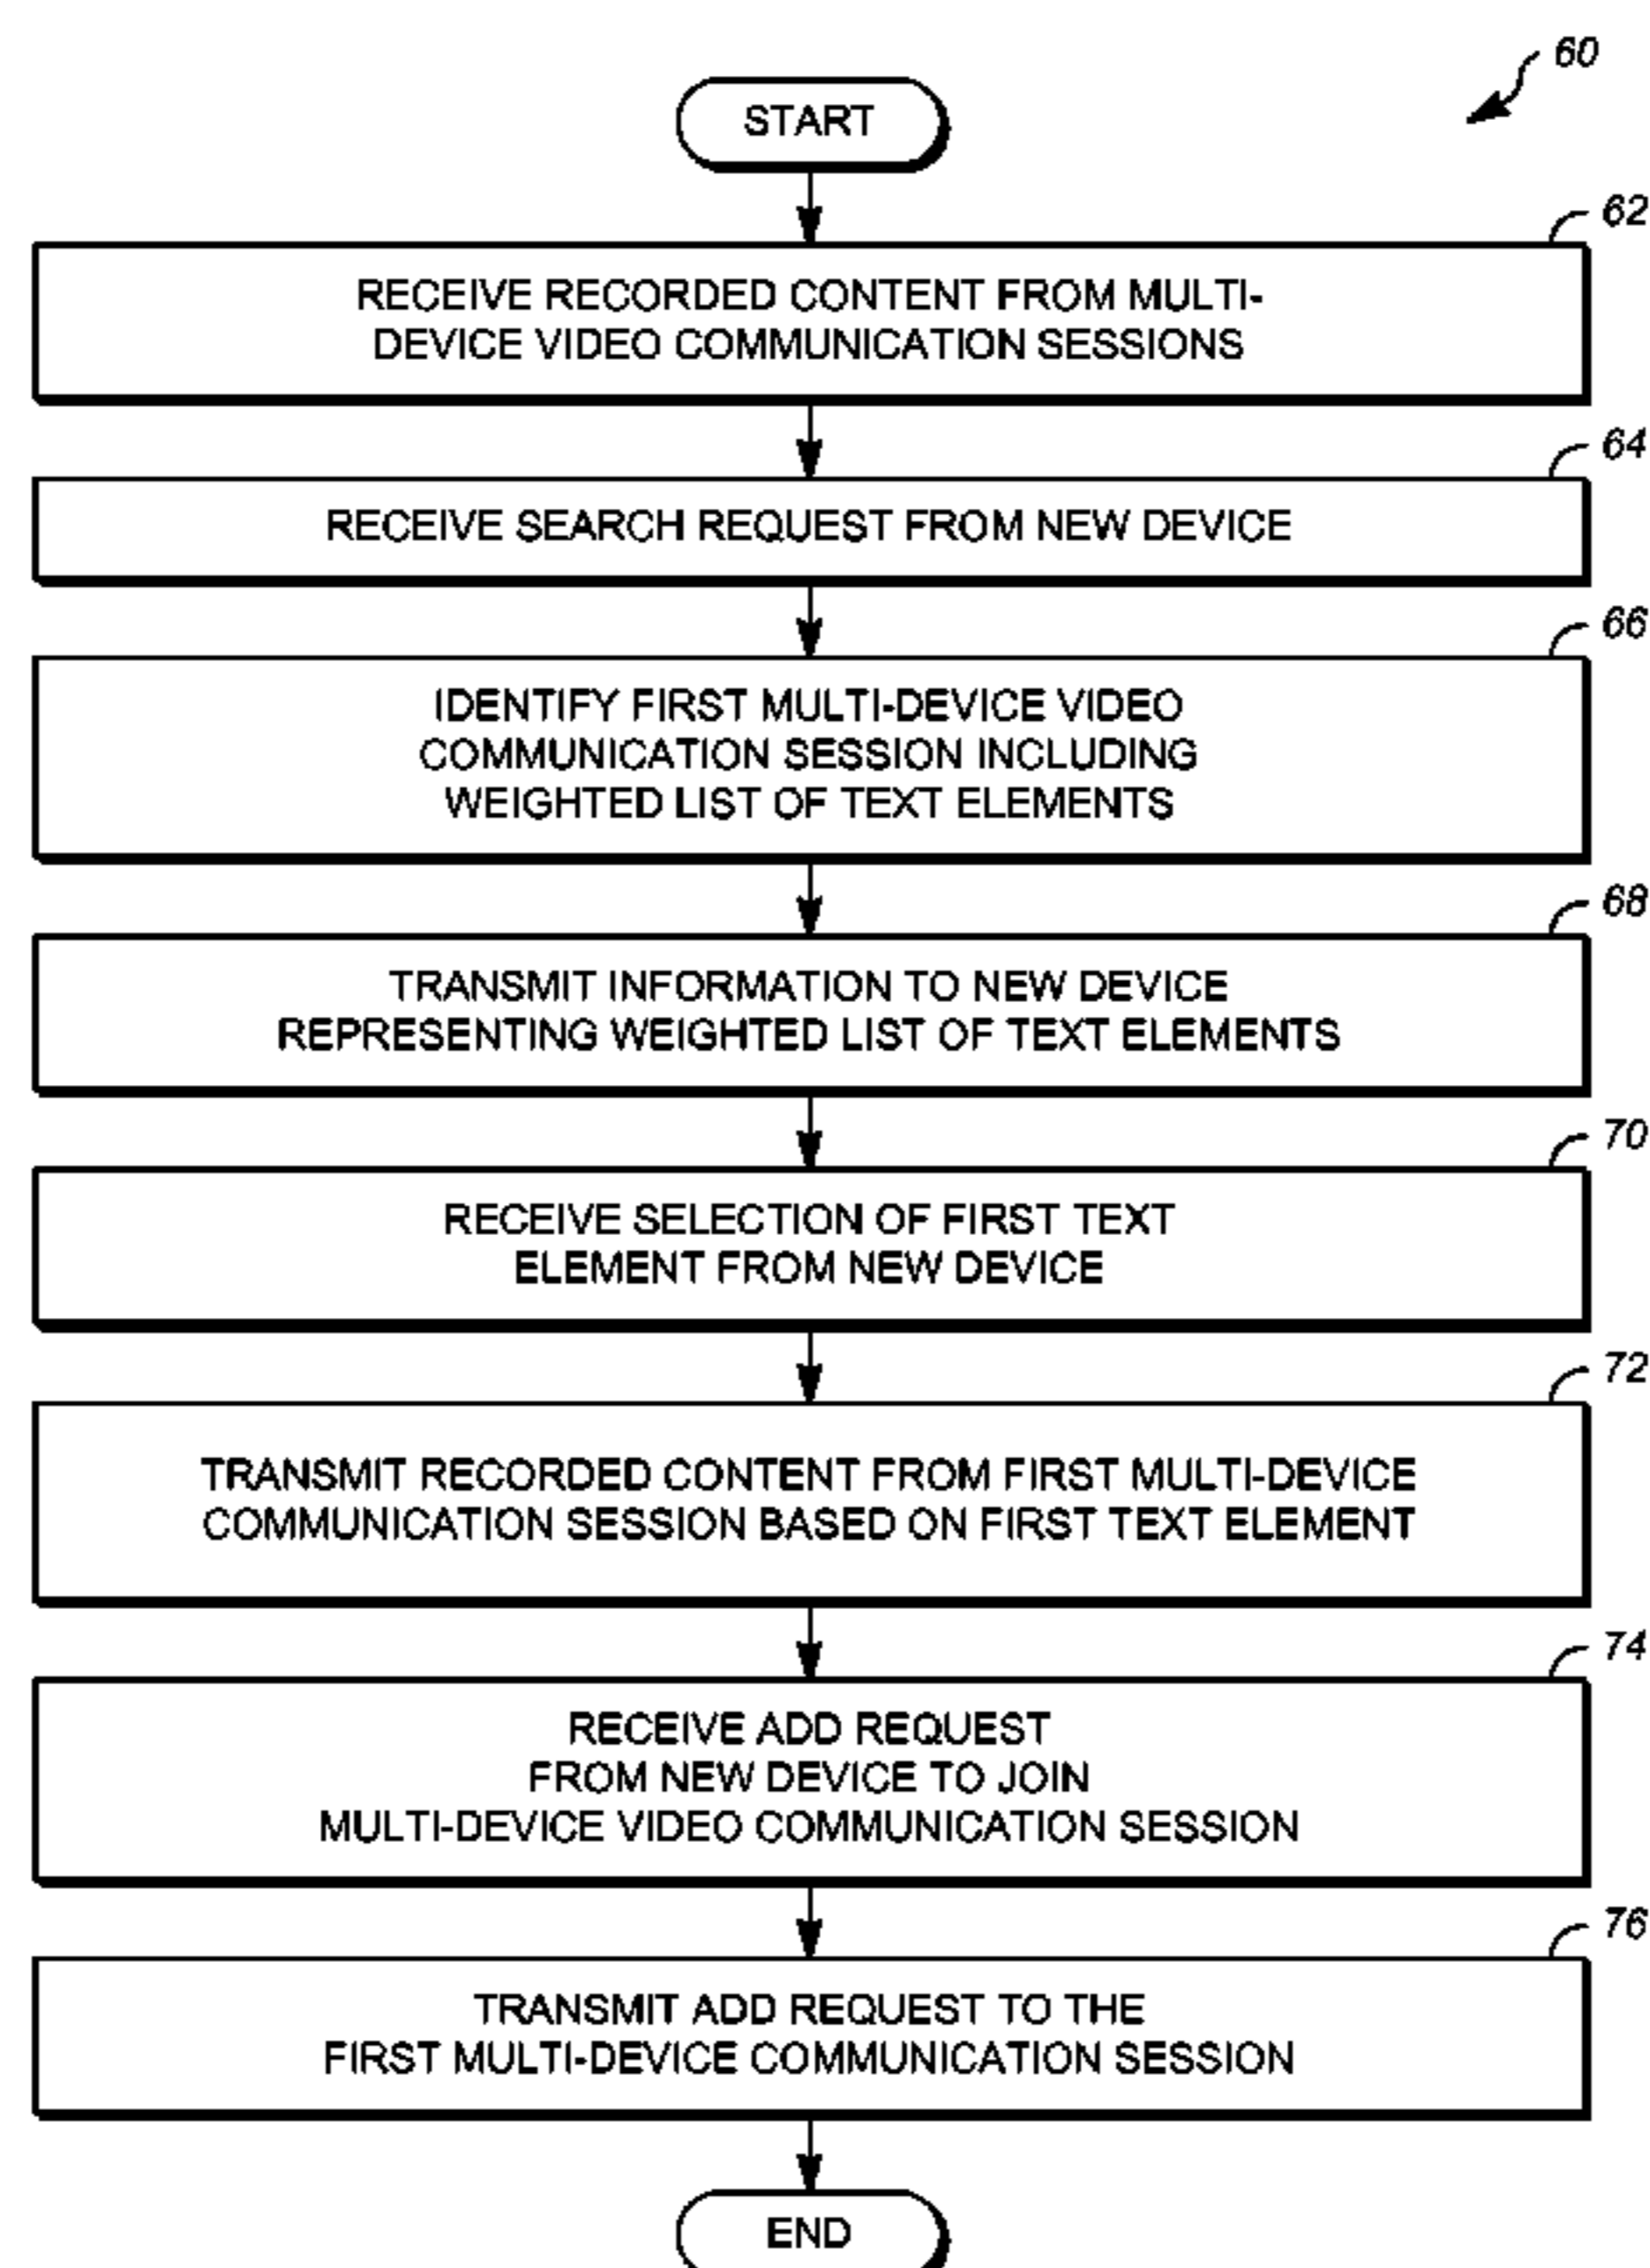 60
START
62
RECEIVE RECORDED CONTENT FROM MULTI-
DEVICE VIDEO COMMUNICATION SESSIONS
64
RECEIVE SEARCH REQUEST FROM NEW DEVICE
66
IDENTIFY FIRST MULTI-DEVICE VIDEO
COMMUNICATION SESSION INCLUDING
WEIGHTED LIST OF TEXT ELEMENTS
68
TRANSMIT INFORMATION TO NEW DEVICE
REPRESENTING WEIGHTED LIST OF TEXT ELEMENTS
70
RECEIVE SELECTION OF FIRST TEXT
ELEMENT FROM NEW DEVICE
72
TRANSMIT RECORDED CONTENT FROM FIRST MULTI-DEVICE
COMMUNICATION SESSION BASED ON FIRST TEXT ELEMENT
74
RECEIVE ADD REQUEST
FROM NEW DEVICE TO JOIN
MULTI-DEVICE VIDEO COMMUNICATION SESSION
76
TRANSMIT ADD REQUEST TO THE
FIRST MULTI-DEVICE COMMUNICATION SESSION
END